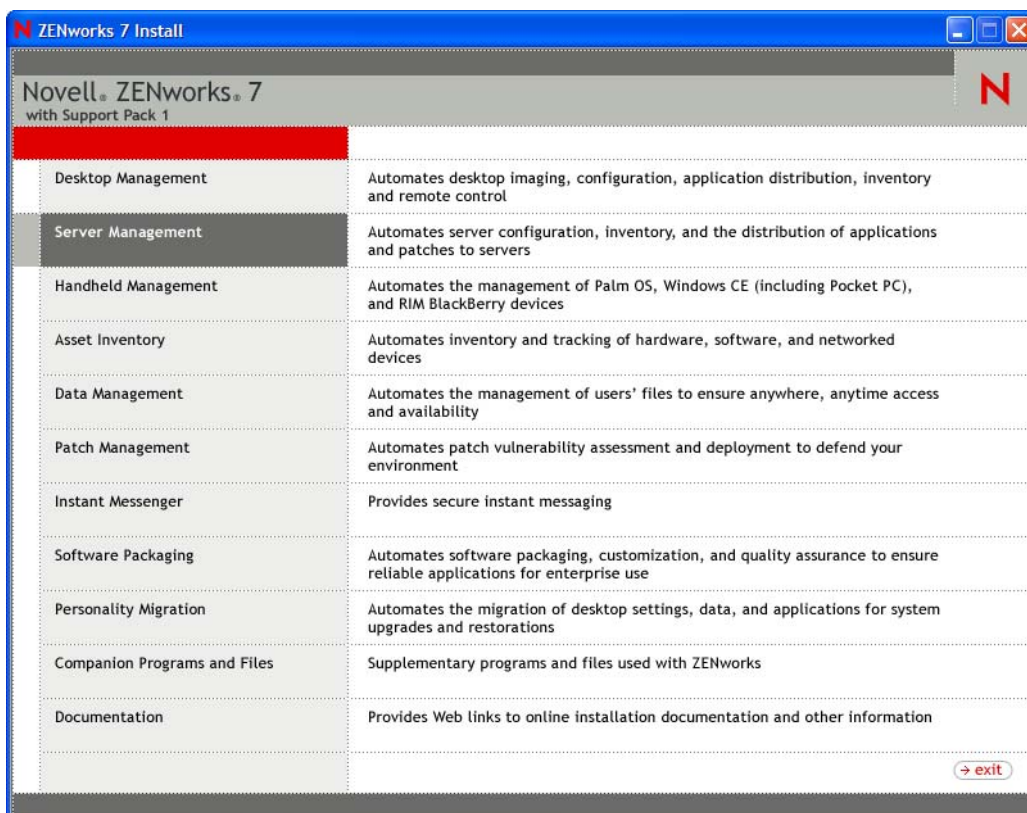 ZENworks 7 Install
Novell® ZENworks® 7
with Support Pack 1
N
Desktop Management
Automates desktop imaging, configuration, application distribution, inventory
and remote control
Server Management
Automates server configuration, inventory, and the distribution of applications
and patches to servers
Handheld Management
Automates the management of Palm OS, Windows CE (including Pocket PC),
and RIM BlackBerry devices
Asset Inventory
Automates inventory and tracking of hardware, software, and networked
devices
Data Management
Automates the management of users’ files to ensure anywhere, anytime access
and availability
Patch Management
Automates patch vulnerability assessment and deployment to defend your
environment
Instant Messenger
Provides secure instant messaging
Software Packaging
Automates software packaging, customization, and quality assurance to ensure
reliable applications for enterprise use
Personality Migration
Automates the migration of desktop settings, data, and applications for system
upgrades and restorations
Companion Programs and Files
Supplementary programs and files used with ZENworks
Documentation
Provides Web links to online installation documentation and other information
→ exit